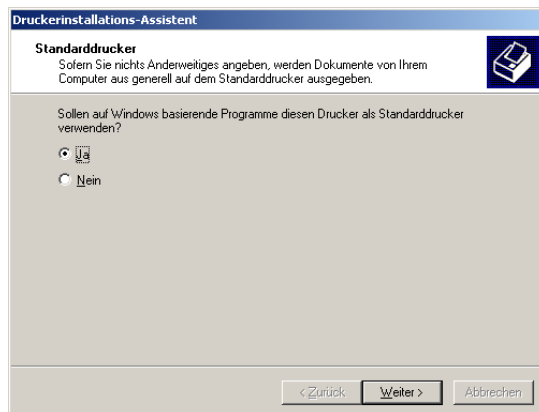 Druckerinstallations-Assistent
Standarddrucker
Sofern Sie nichts Anderweitiges angeben, werden Dokumente von Ihrem
Computer aus generell auf dem Standarddrucker ausgegeben.
Sollen auf Windows basierende Programme diesen Drucker als Standarddrucker
verwenden?
Ja
Nein
< Zurück Weiter > Abbrechen